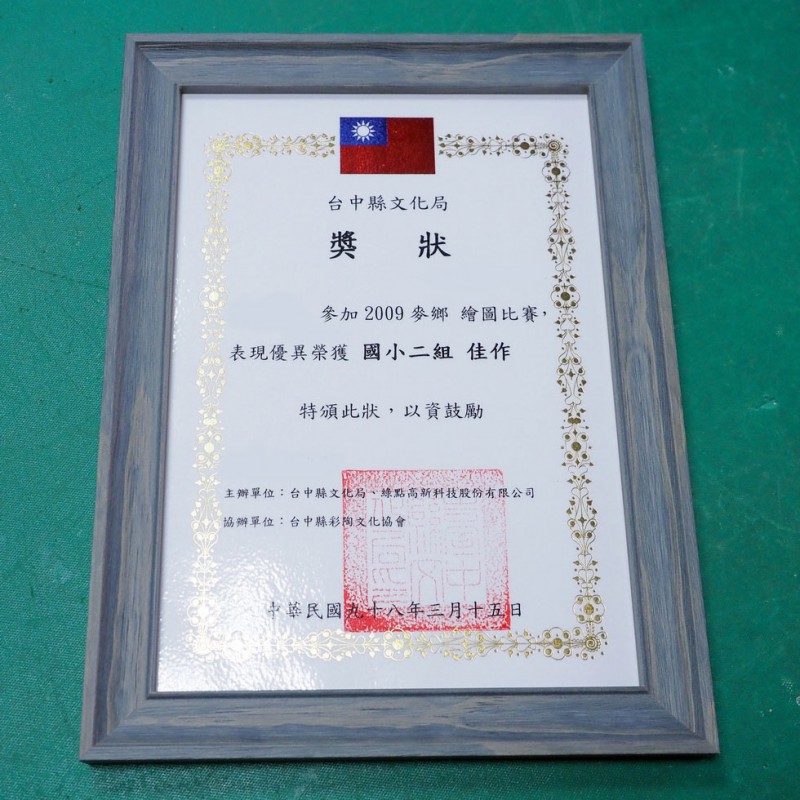 台中縣文化局
獎 狀
參加 2009 麥鄉 繪圖比賽，
表現優異榮獲 國小二組 佳作
特頒此狀，以資鼓勵
主辦單位：台中縣文化局、綠點高新科技股份有限公司
協辦單位：台中縣彩陶文化協會
中華民國九十八年三月十五日